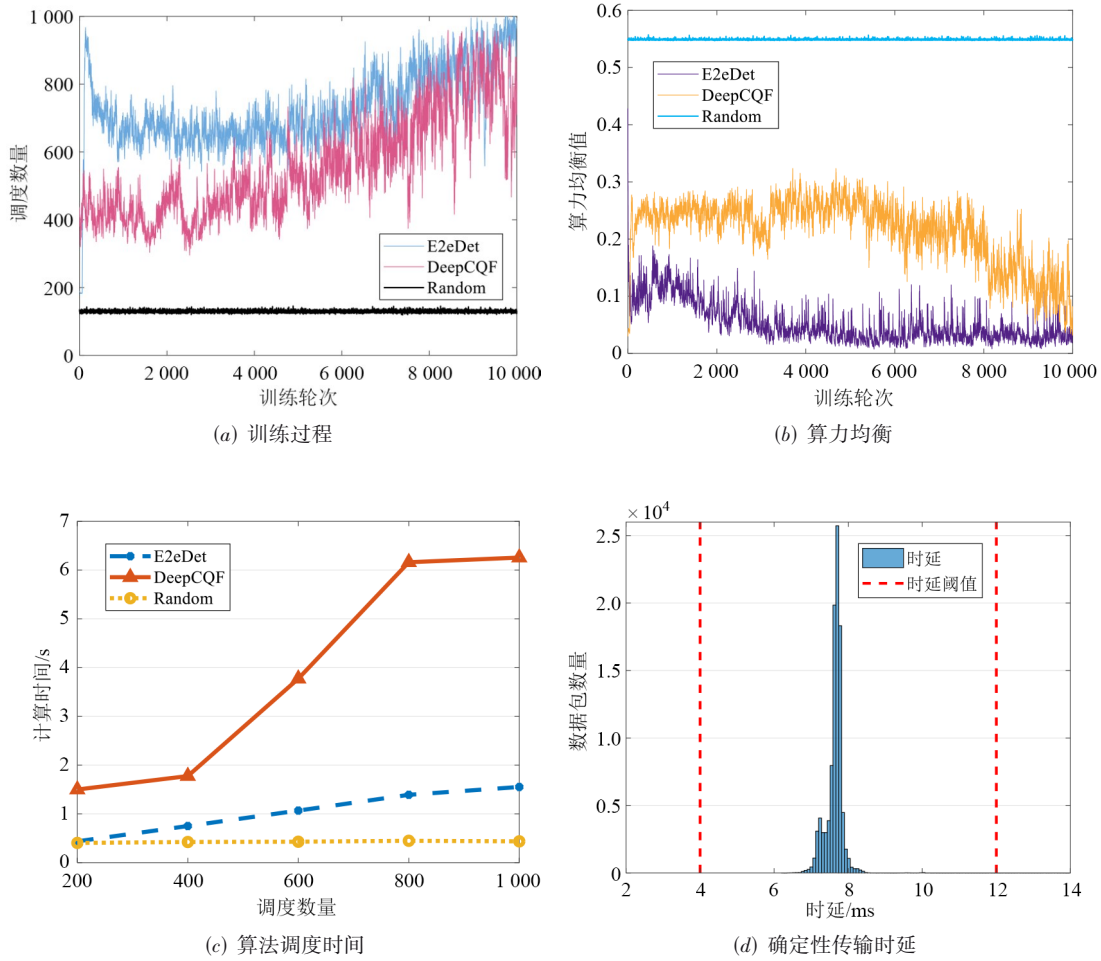 1 000
800
600
400
200
0
调度数量
E2eDet
DeepCQF
Random
0
2 000
4 000
6 000
8 000
10 000
训练轮次
(a) 训练过程
0.6
0.5
0.4
0.3
0.2
0.1
0
算力均衡值
E2eDet
DeepCQF
Random
0
2 000
4 000
6 000
8 000
10 000
训练轮次
(b) 算力均衡
7
6
5
4
3
2
1
0
计算时间/s
E2eDet
DeepCQF
Random
200
400
600
800
1 000
调度数量
(c) 算法调度时间
×10⁴
2.5
2.0
1.5
1.0
0.5
0
数据包数量
时延
时延阈值
2
4
6
8
10
12
14
时延/ms
(d) 确定性传输时延